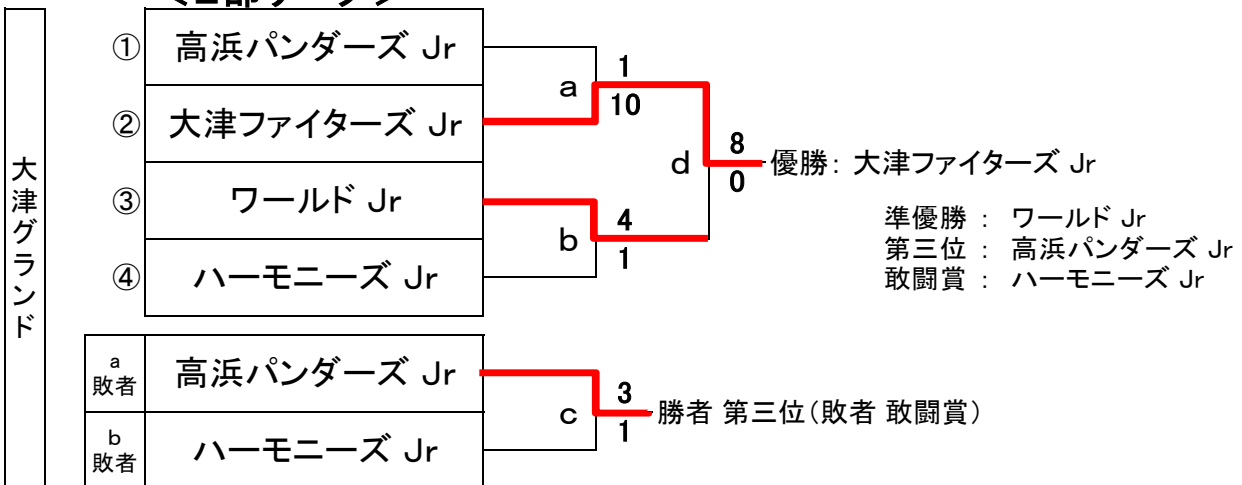 大津グランド
① 高浜パンダーズ Jr
② 大津ファイターズ Jr
③ ワールド Jr
④ ハーモニーズ Jr
a
1
10
b
4
1
d
8
0
優勝: 大津ファイターズ Jr
準優勝 : ワールド Jr
第三位 : 高浜パンダーズ Jr
敢闘賞 : ハーモニーズ Jr
a
敗者
高浜パンダーズ Jr
b
敗者
ハーモニーズ Jr
c
3
1
勝者 第三位(敗者 敢闘賞)